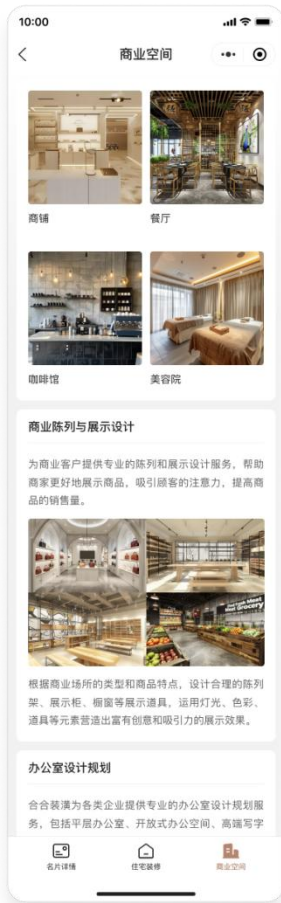 10:00
商业空间
商铺
餐厅
咖啡馆
美容院
商业陈列与展示设计
为商业客户提供专业的陈列和展示设计服务，帮助
商家更好地展示商品，吸引顾客的注意力，提高商
品的销售量。
Meat
Grocery
根据商业场所的类型和商品特点，设计合理的陈列
架、展示柜、橱窗等展示道具，运用灯光、色彩、
道具等元素营造出富有创意和吸引力的展示效果。
办公室设计规划
合合装潢为各类企业提供专业的办公室设计规划服
务，包括平层办公室、开放式办公空间、高端写字
名片详情
住宅装修
商业空间